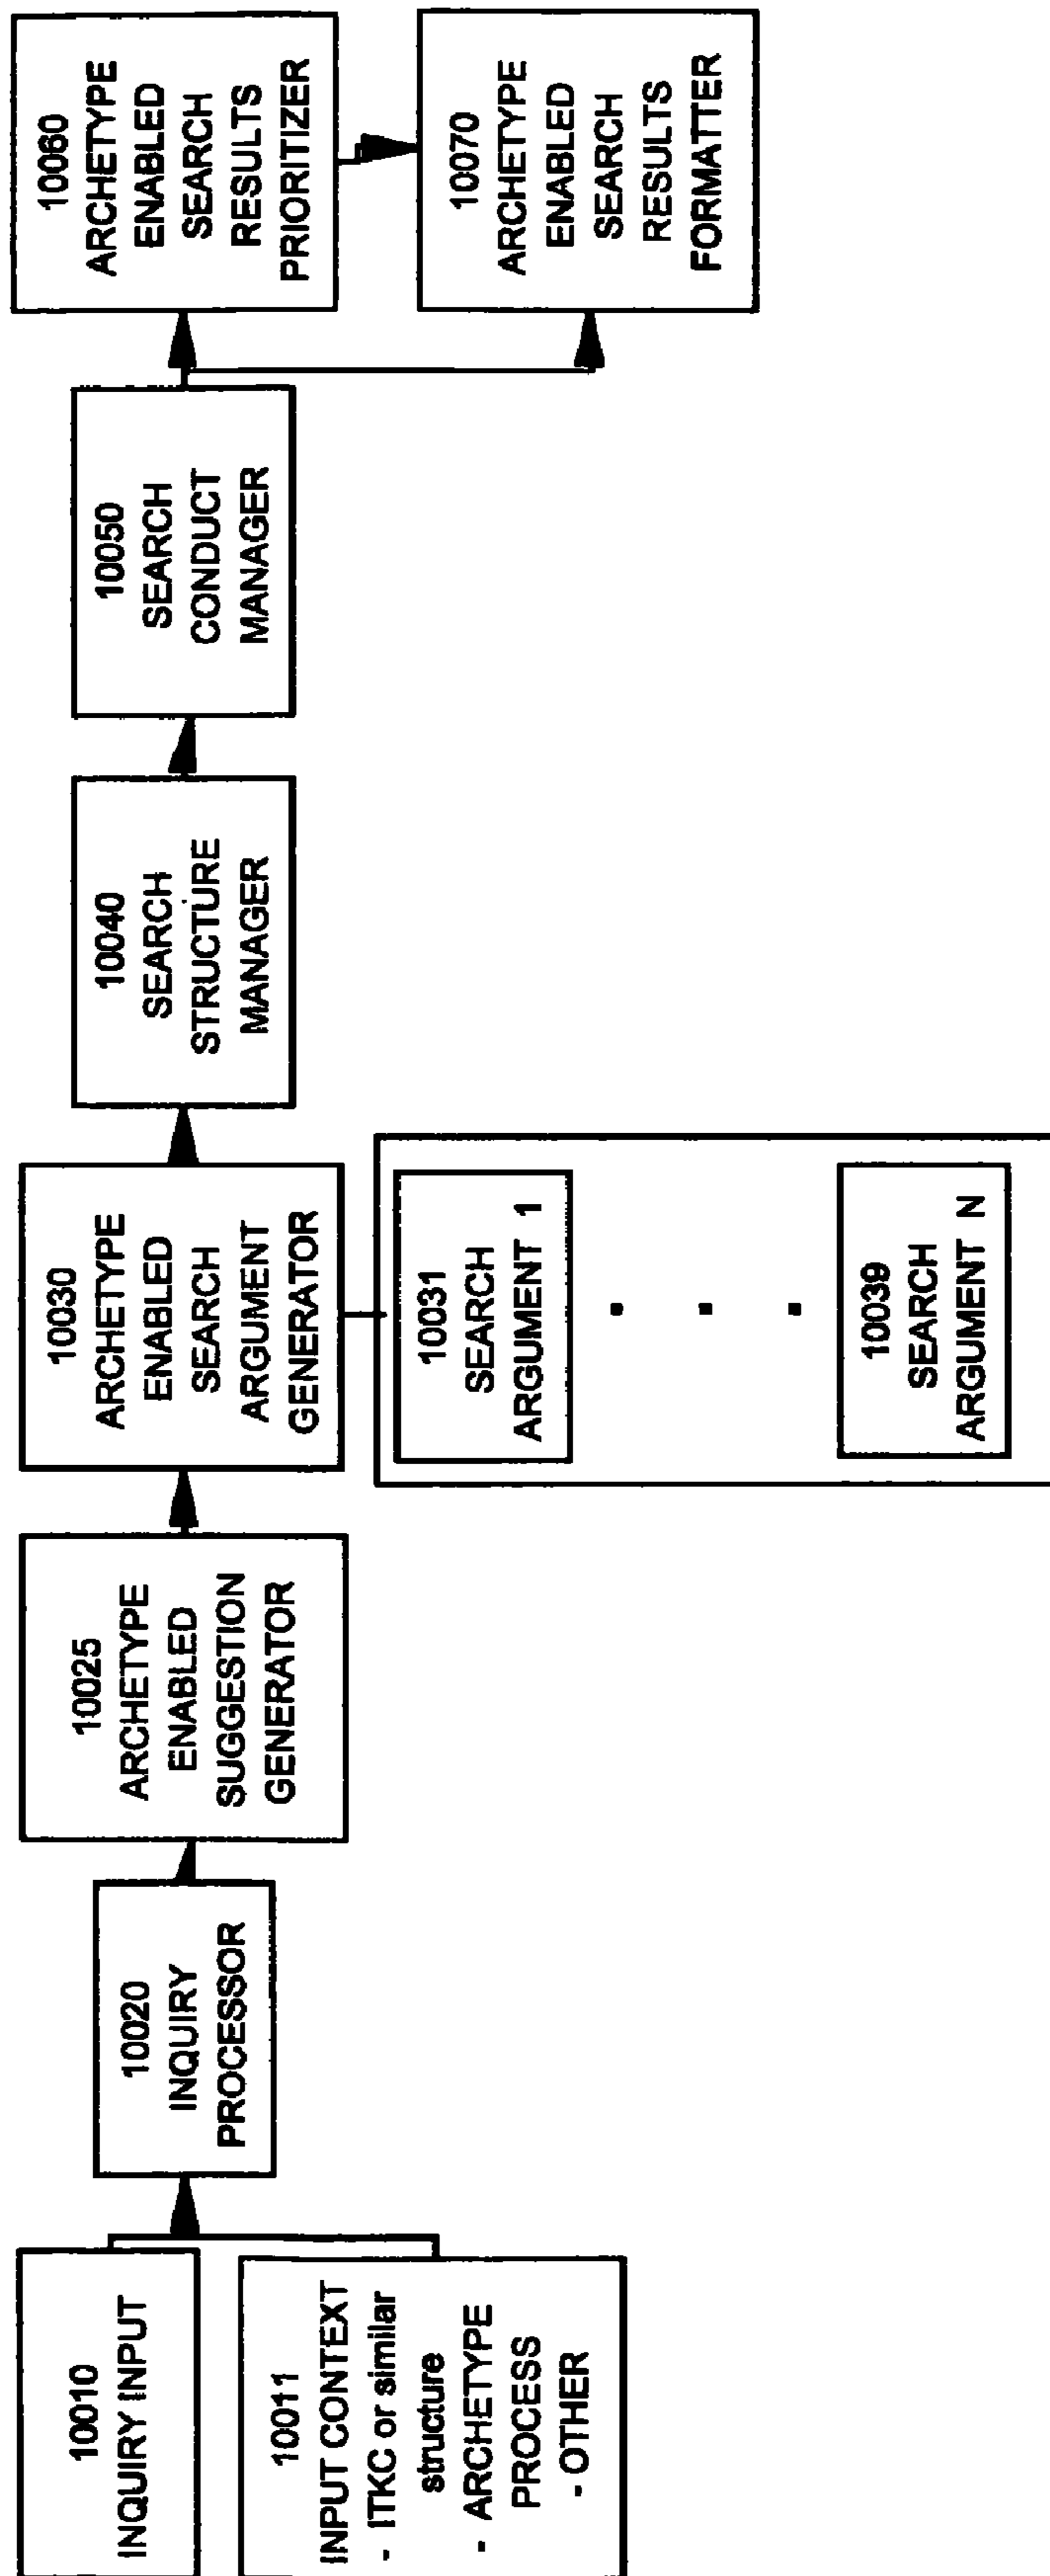 10010
INQUIRY INPUT
10011
INPUT CONTEXT
- ITKC or similar
structure
- ARCHETYPE
PROCESS
- OTHER
10020
INQUIRY
PROCESSOR
10025
ARCHETYPE
ENABLED
SUGGESTION
GENERATOR
10030
ARCHETYPE
ENABLED
SEARCH
ARGUMENT
GENERATOR
10031
SEARCH
ARGUMENT 1
10039
SEARCH
ARGUMENT N
10040
SEARCH
STRUCTURE
MANAGER
10050
SEARCH
CONDUCT
MANAGER
10060
ARCHETYPE
ENABLED
SEARCH
RESULTS
PRIORITIZER
10070
ARCHETYPE
ENABLED
SEARCH
RESULTS
FORMATTER